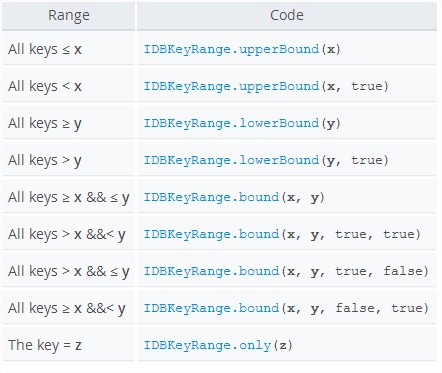 Range Code
All keys ≤ x IDBKeyRange.upperBound(x)
All keys < x IDBKeyRange.upperBound(x, true)
All keys ≥ y IDBKeyRange.lowerBound(y)
All keys > y IDBKeyRange.lowerBound(y, true)
All keys ≥ x && ≤ y IDBKeyRange.bound(x, y)
All keys > x &&< y IDBKeyRange.bound(x, y, true, true)
All keys > x && ≤ y IDBKeyRange.bound(x, y, true, false)
All keys ≥ x &&< y IDBKeyRange.bound(x, y, false, true)
The key = z IDBKeyRange.only(z)